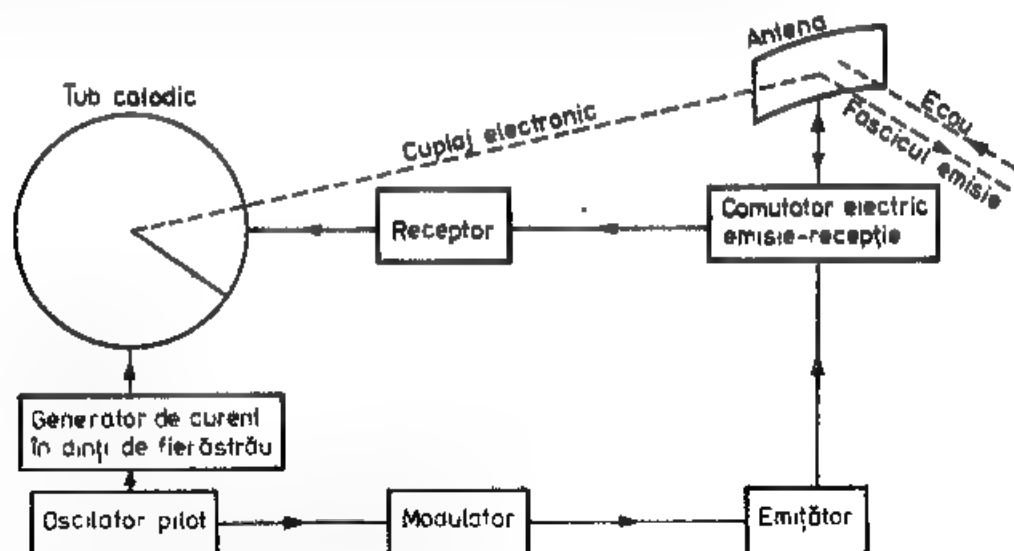 Antena
Tub catodic
Ecou
Fascicul emisie
Cuplaj electronic
Receptor
Comutator electric
emisie-recepție
Generator de curent
în dinți de fierăstrău
Oscilator pilot
Modulator
Emițător